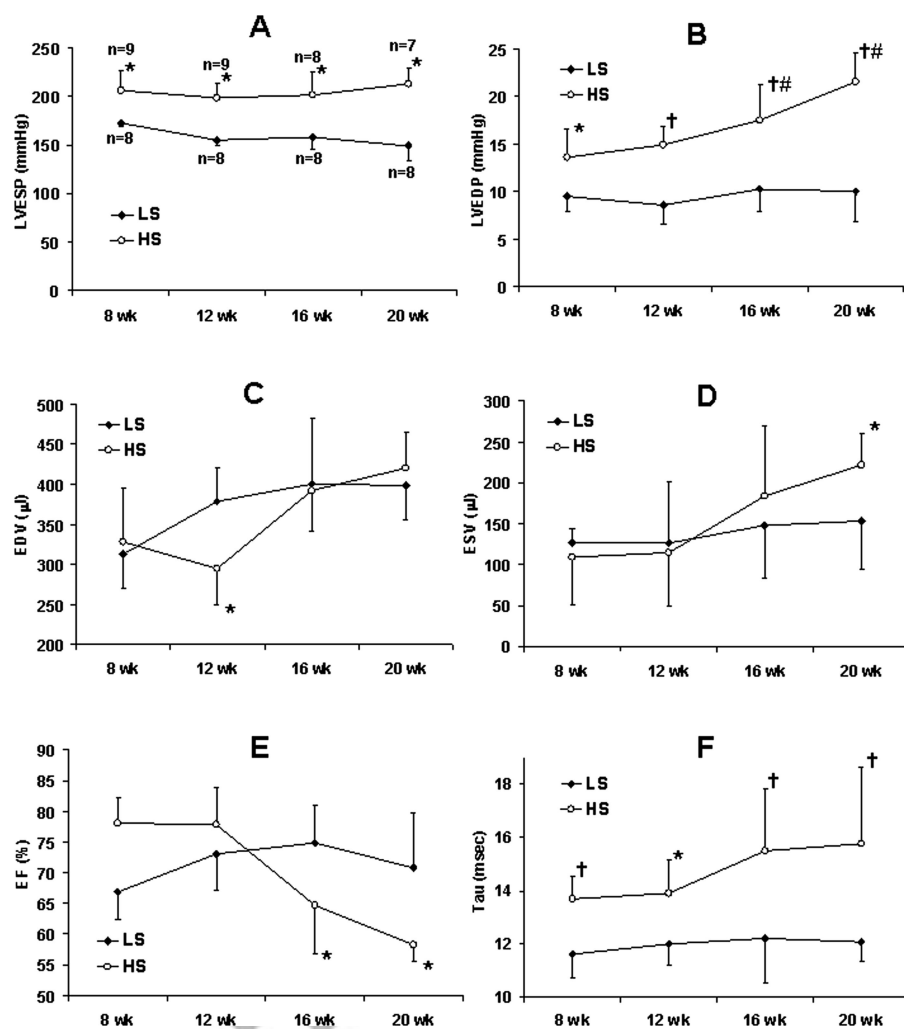 A
LVESP (mmHg)
250
200
150
100
50
0
n=9
n=9
n=8
n=7
*
*
*
*
n=8
n=8
n=8
n=8
LS
HS
8 wk 12 wk 16 wk 20 wk
B
LVEDP (mmHg)
25
20
15
10
5
0
LS
HS
*
†
†#
†#
8 wk 12 wk 16 wk 20 wk
C
EDV (µl)
500
450
400
350
300
250
200
LS
HS
*
8 wk 12 wk 16 wk 20 wk
D
ESV (µl)
300
250
200
150
100
50
0
LS
HS
*
8 wk 12 wk 16 wk 20 wk
E
EF (%)
90
85
80
75
70
65
60
55
50
LS
HS
*
*
8 wk 12 wk 16 wk 20 wk
F
Tau (msec)
18
16
14
12
10
LS
HS
†
*
†
†
8 wk 12 wk 16 wk 20 wk